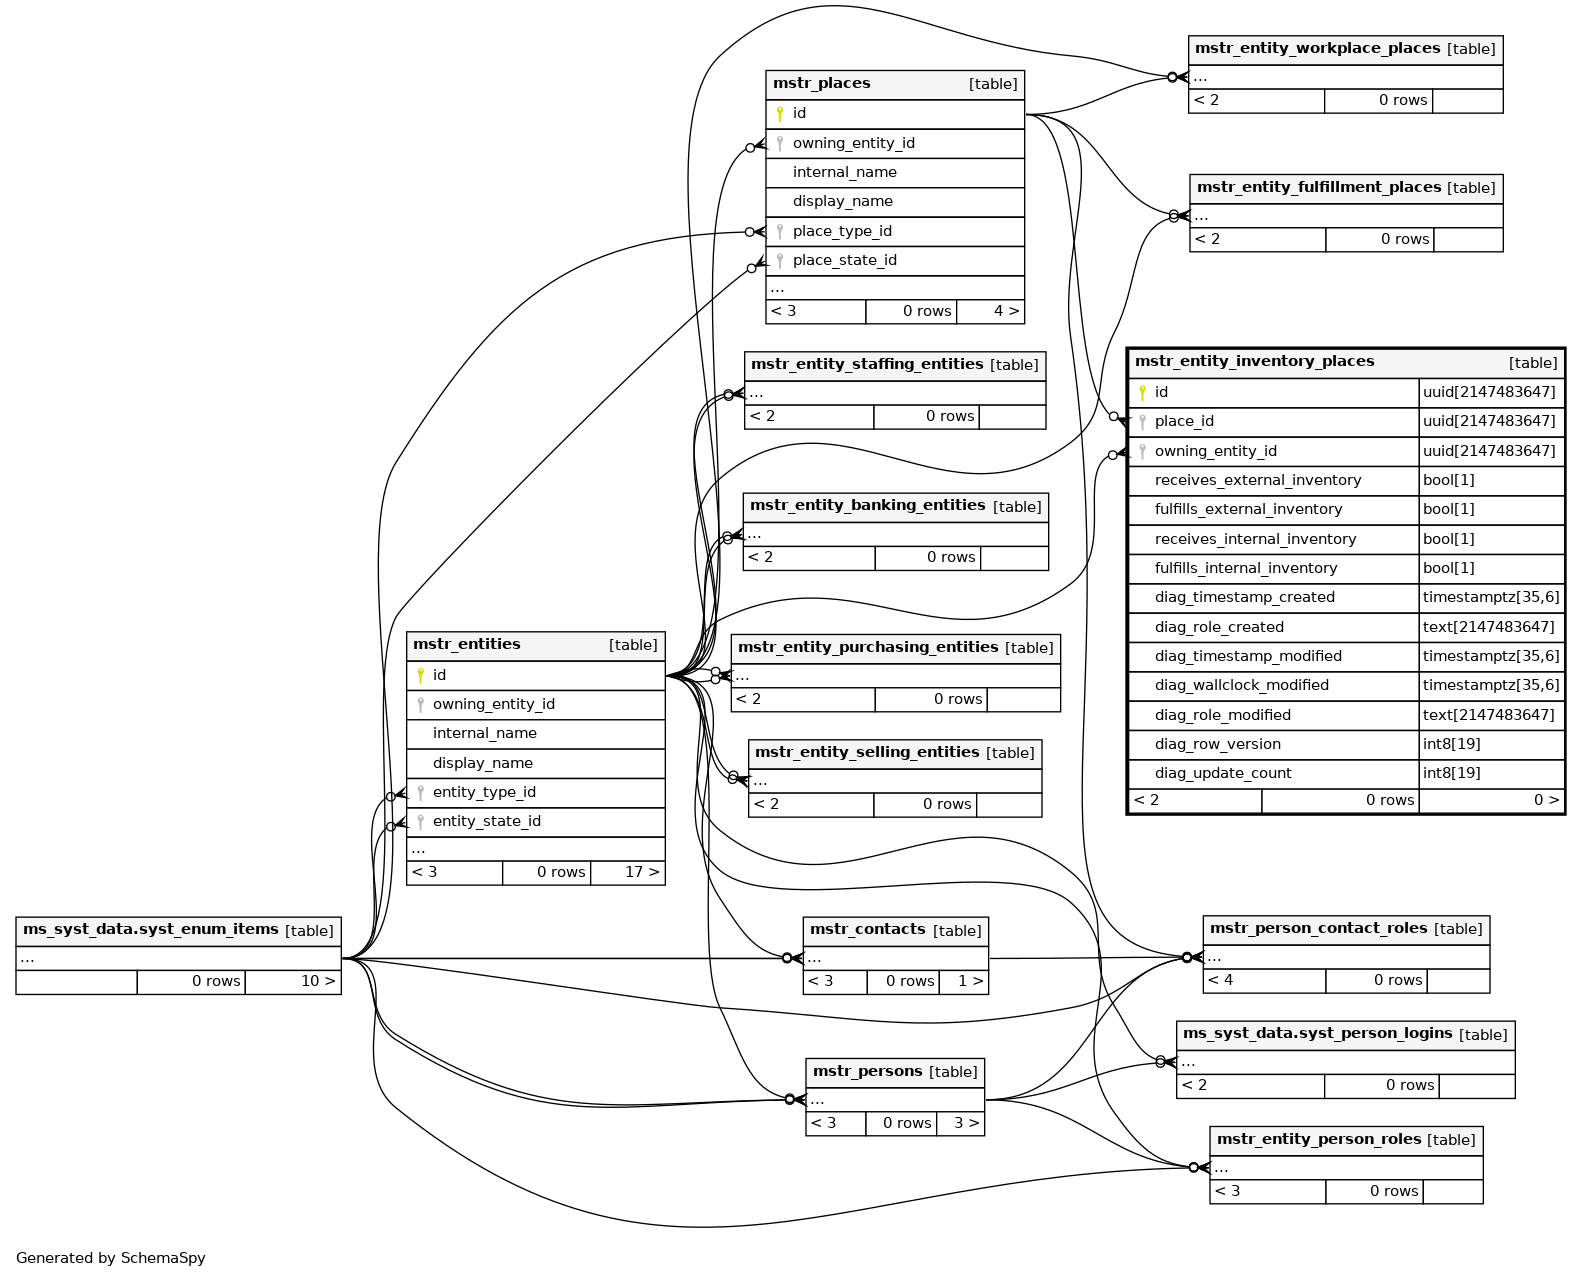 mstr_entity_workplace_places [table]
...
< 2 0 rows
mstr_places [table]
id
owning_entity_id
internal_name
display_name
place_type_id
place_state_id
...
< 3 0 rows 4 >
mstr_entity_fulfillment_places [table]
...
< 2 0 rows
mstr_entity_staffing_entities [table]
...
< 2 0 rows
mstr_entity_inventory_places [table]
id uuid[2147483647]
place_id uuid[2147483647]
owning_entity_id uuid[2147483647]
receives_external_inventory bool[1]
fulfills_external_inventory bool[1]
receives_internal_inventory bool[1]
fulfills_internal_inventory bool[1]
diag_timestamp_created timestamptz[35,6]
diag_role_created text[2147483647]
diag_timestamp_modified timestamptz[35,6]
diag_wallclock_modified timestamptz[35,6]
diag_role_modified text[2147483647]
diag_row_version int8[19]
diag_update_count int8[19]
< 2 0 rows 0 >
mstr_entity_banking_entities [table]
...
< 2 0 rows
mstr_entities [table]
id
owning_entity_id
internal_name
display_name
entity_type_id
entity_state_id
...
< 3 0 rows 17 >
mstr_entity_purchasing_entities [table]
...
< 2 0 rows
mstr_entity_selling_entities [table]
...
< 2 0 rows
ms_syst_data.syst_enum_items [table]
...
0 rows 10 >
mstr_contacts [table]
...
< 3 0 rows 1 >
mstr_person_contact_roles [table]
...
< 4 0 rows
ms_syst_data.syst_person_logins [table]
...
< 2 0 rows
mstr_persons [table]
...
< 3 0 rows 3 >
mstr_entity_person_roles [table]
...
< 3 0 rows
Generated by SchemaSpy